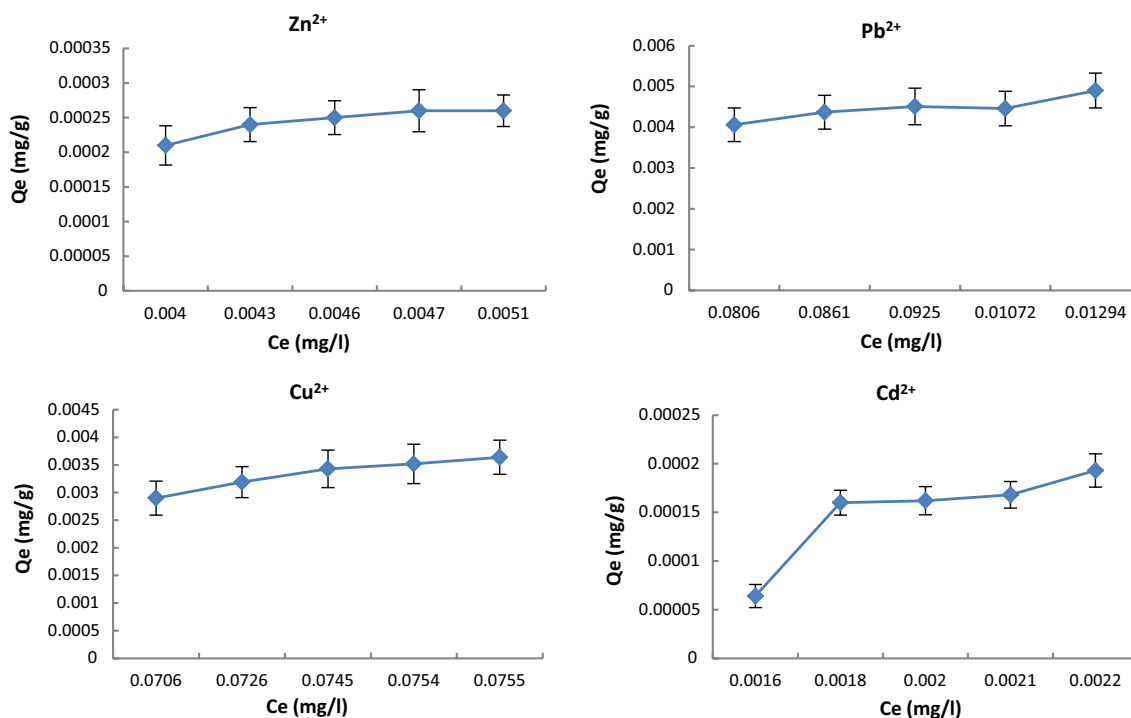 Zn²⁺
0.00035
0.0003
0.00025
0.0002
0.00015
0.0001
0.00005
0
Qe (mg/g)
0.004 0.0043 0.0046 0.0047 0.0051
Ce (mg/l)
Pb²⁺
0.006
0.005
0.004
0.003
0.002
0.001
0
Qe (mg/g)
0.0806 0.0861 0.0925 0.01072 0.01294
Ce (mg/l)
Cu²⁺
0.0045
0.004
0.0035
0.003
0.0025
0.002
0.0015
0.001
0.0005
0
Qe (mg/g)
0.0706 0.0726 0.0745 0.0754 0.0755
Ce (mg/l)
Cd²⁺
0.00025
0.0002
0.00015
0.0001
0.00005
0
Qe (mg/g)
0.0016 0.0018 0.002 0.0021 0.0022
Ce (mg/l)